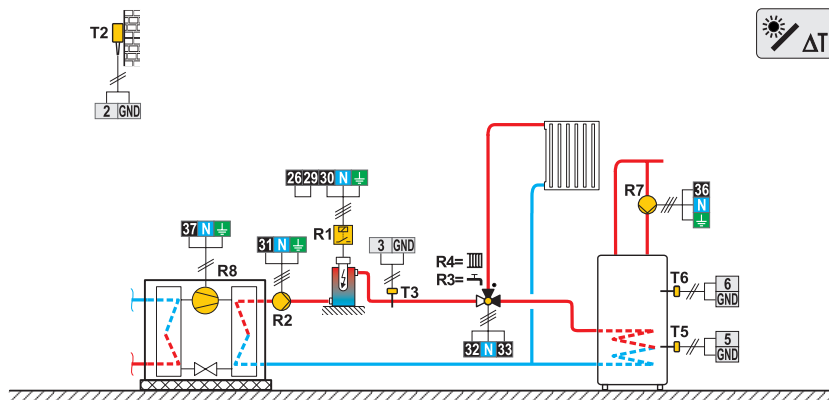 T2
2 GND
ΔT
26 29 30 N
R1
37 N
R8
31 N
R2
3 GND
T3
R4=
R3=
32 N 33
R7
36
N
T6
6
GND
T5
5
GND